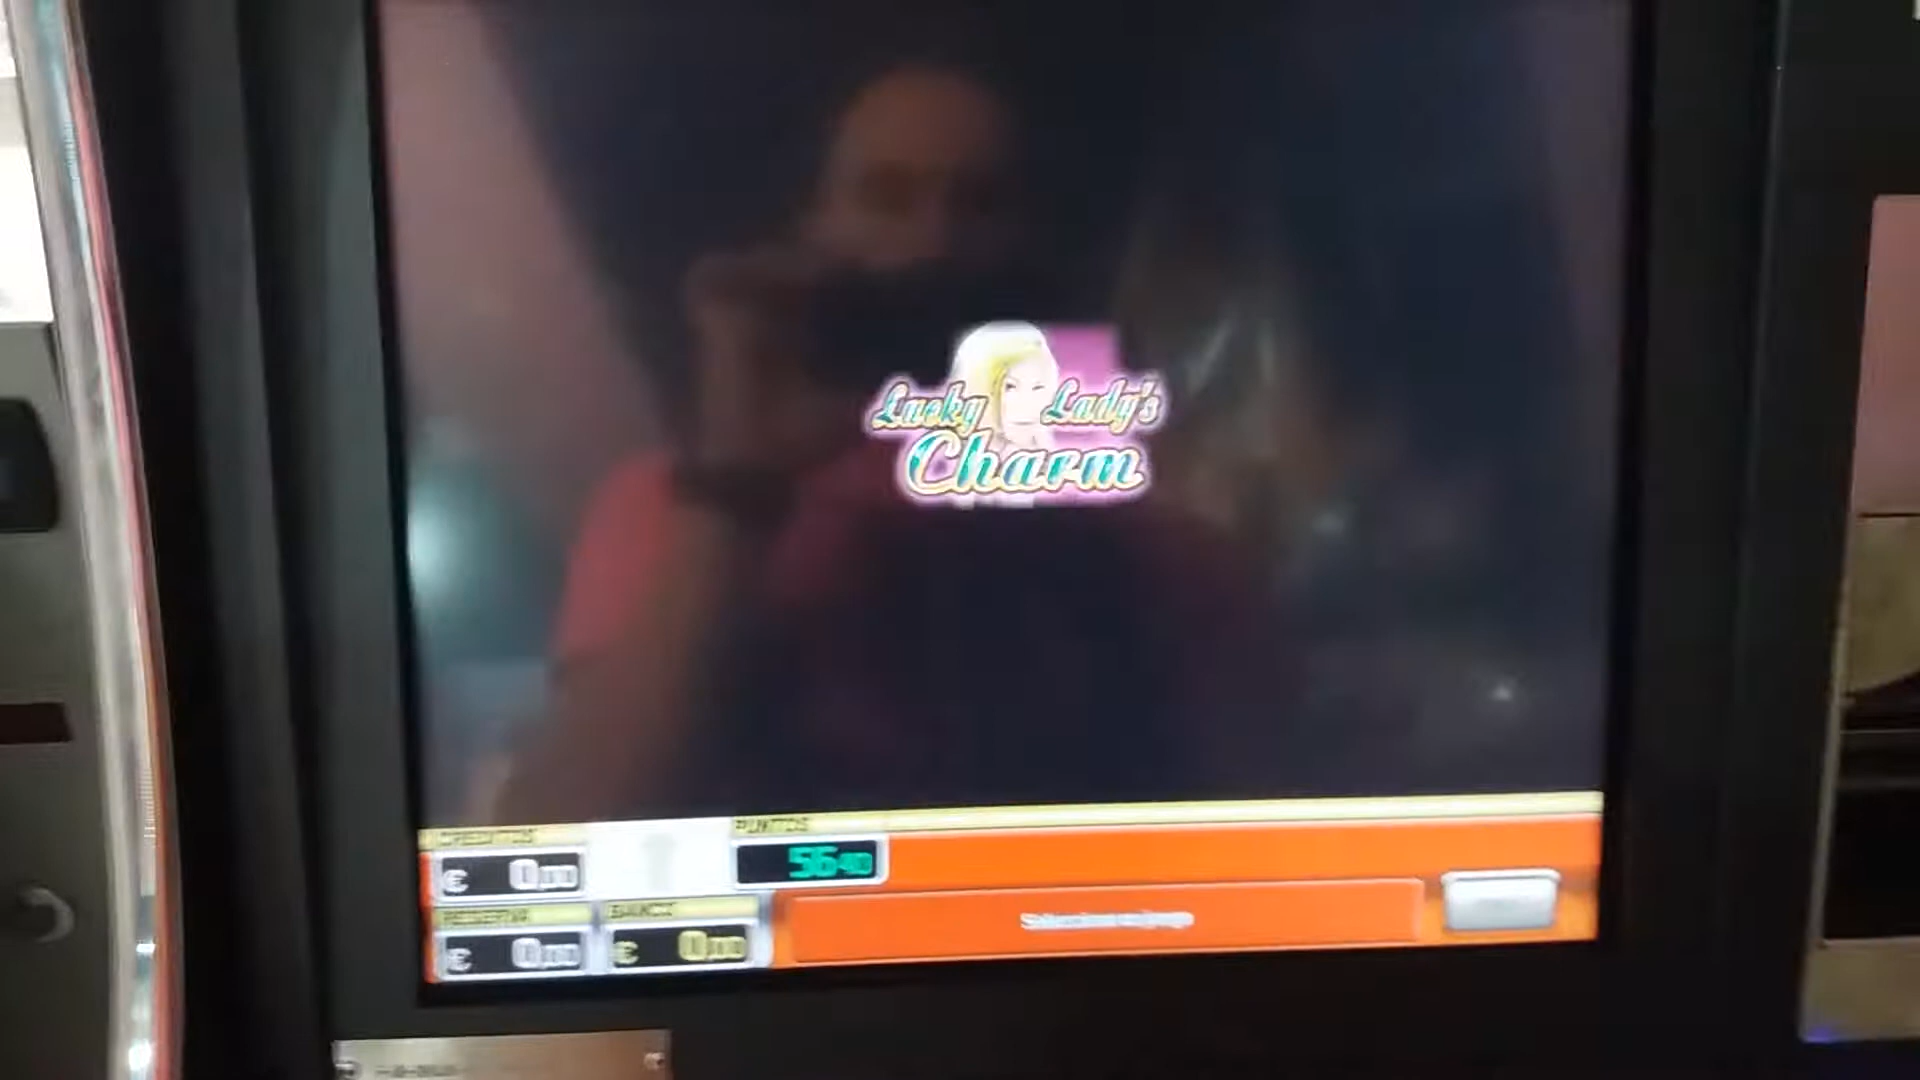 Lucky Lady's
Charm
CREDITOS
PUNTOS
€ 0,00
5640
RESERVA
BANCO
€ 0,00
€ 0,00